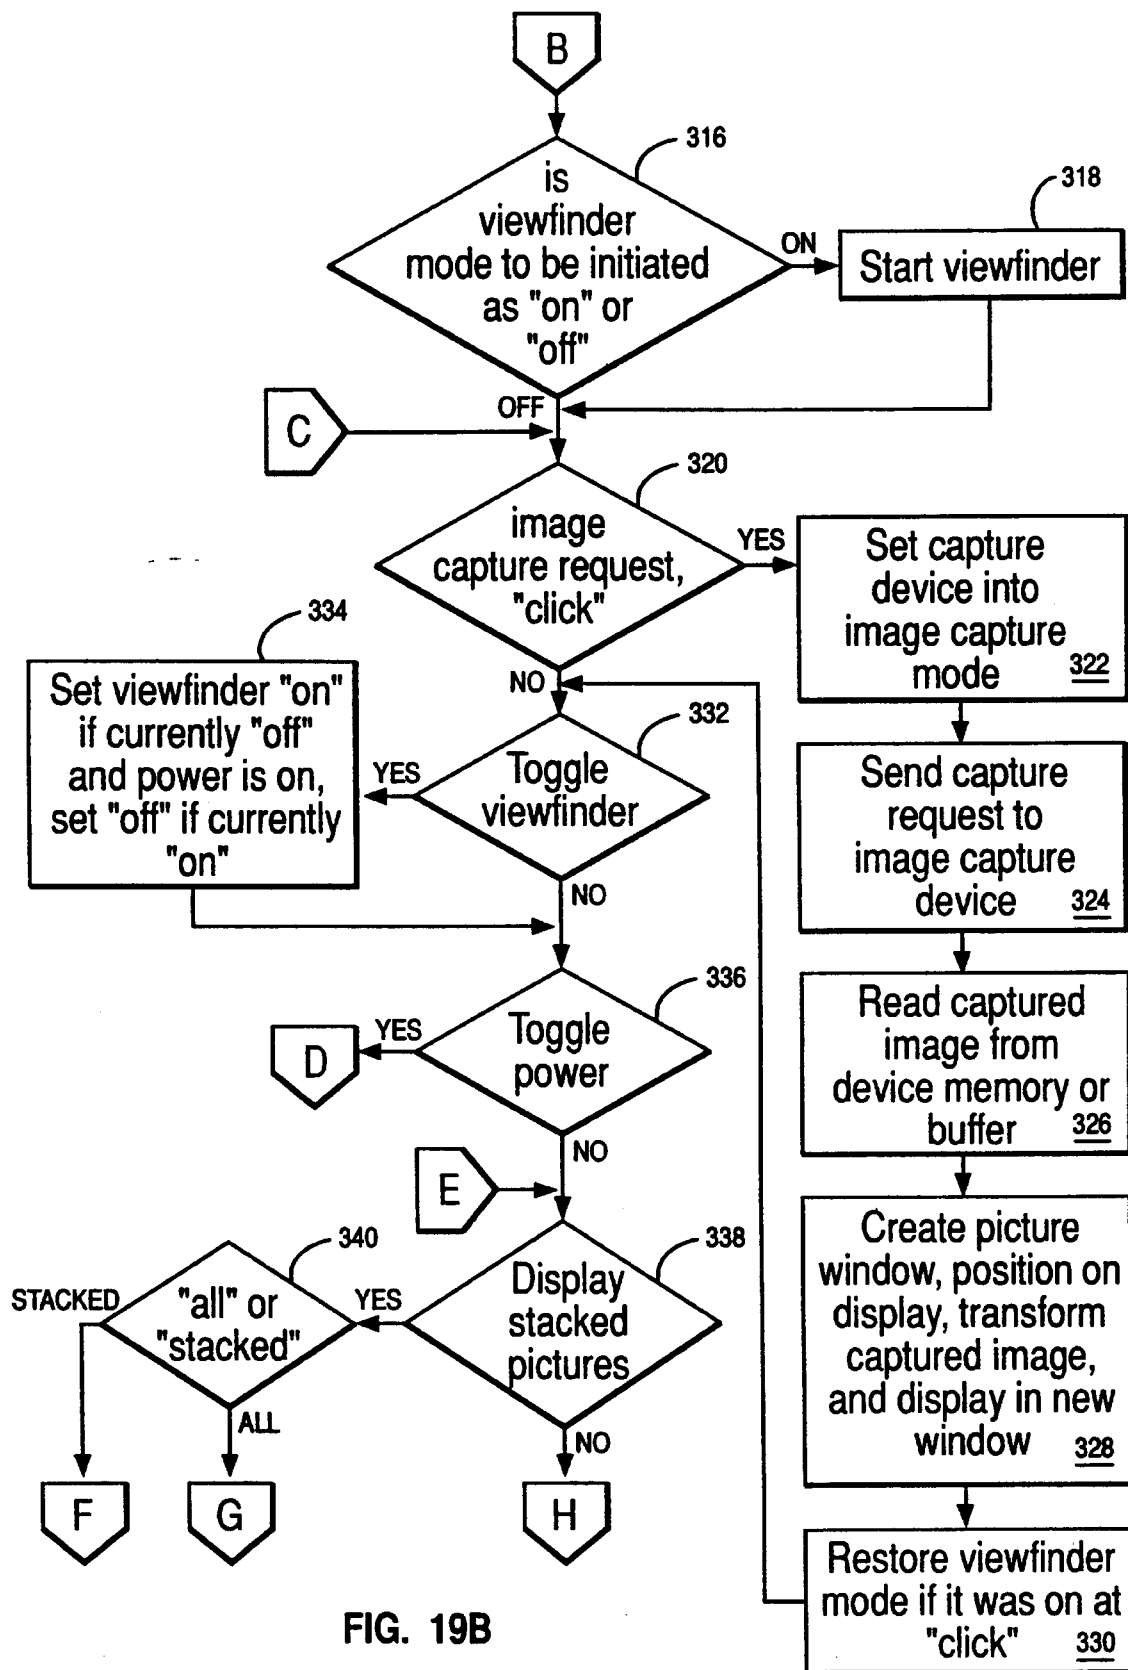 B
316
is
viewfinder
mode to be initiated
as "on" or
"off"
ON
318
Start viewfinder
OFF
C
320
image
capture request,
"click"
YES
Set capture
device into
image capture
mode 322
NO
334
Set viewfinder "on"
if currently "off"
and power is on,
set "off" if currently
"on"
332
Toggle
viewfinder
YES
NO
Send capture
request to
image capture
device 324
336
Toggle
power
YES
D
NO
Read captured
image from
device memory or
buffer 326
E
338
Display
stacked
pictures
YES
NO
340
"all" or
"stacked"
STACKED
ALL
F
G
H
Create picture
window, position on
display, transform
captured image,
and display in new
window 328
Restore viewfinder
mode if it was on at
"click" 330
FIG. 19B